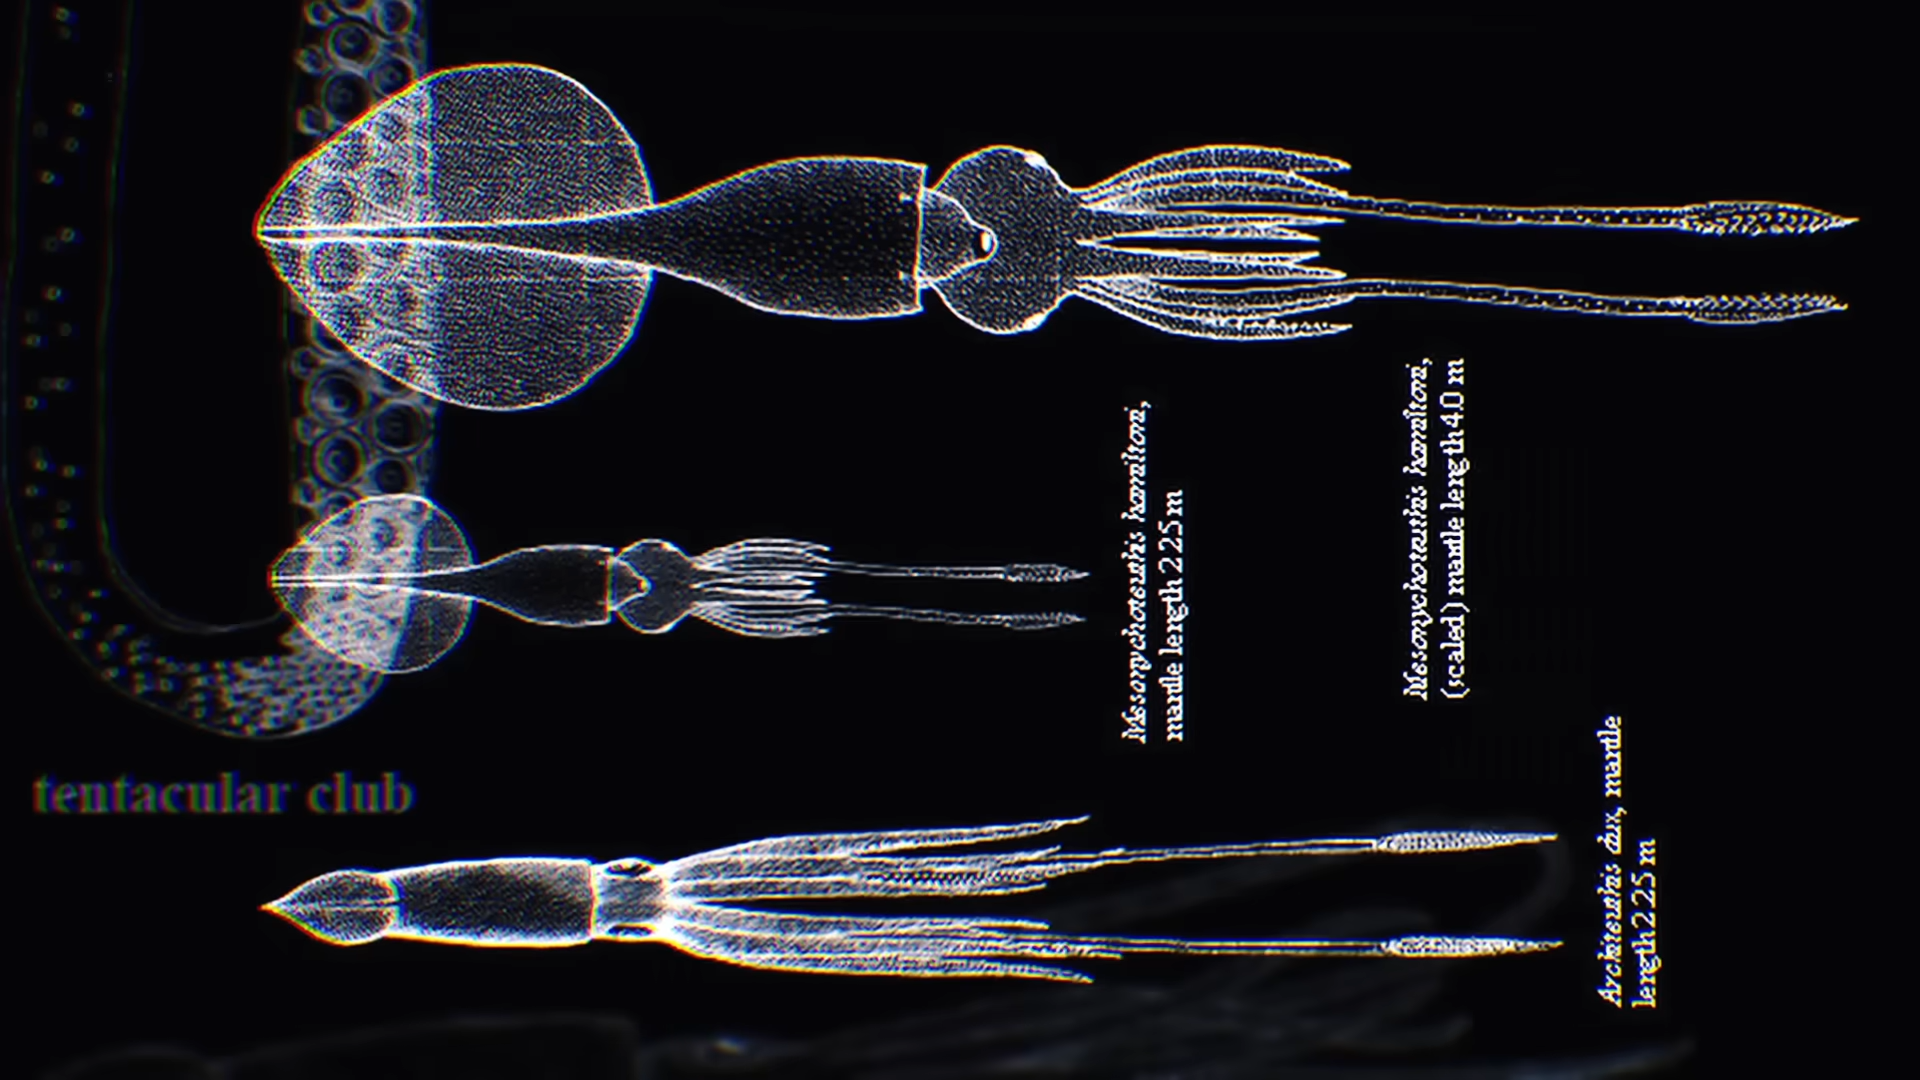 Mesonychoteuthis hamiltoni,
mantle length 2.25 m
Mesonychoteuthis hamiltoni,
(scaled) mantle length 4.0 m
tentacular club
Architeuthis dux, mantle
length 2.25 m